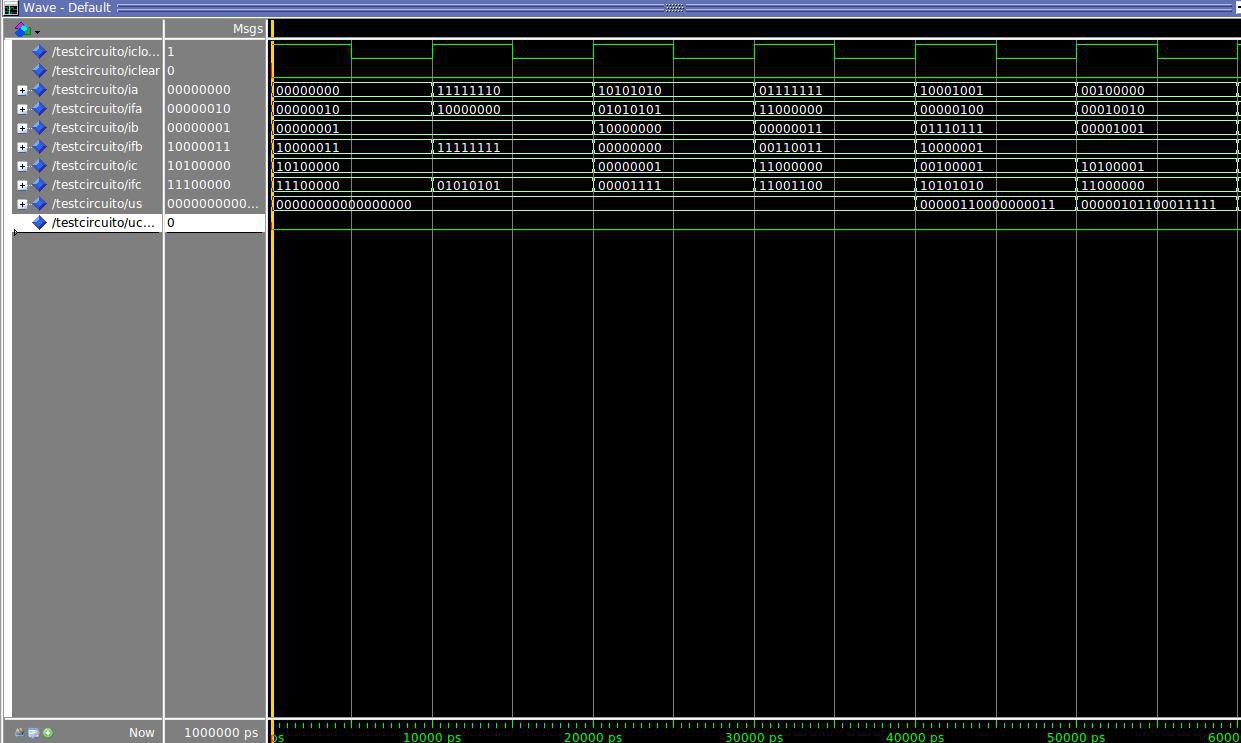 Wave - Default
Msgs
/testcircuito/iclo... 1
/testcircuito/iclear 0
/testcircuito/ia 00000000 00000000 11111110 10101010 01111111 10001001 00100000
/testcircuito/ifa 00000010 00000010 10000000 01010101 11000000 00000100 00010010
/testcircuito/ib 00000001 00000001 10000000 00000011 01110111 00001001
/testcircuito/ifb 10000011 10000011 11111111 00000000 00110011 10000001
/testcircuito/ic 10100000 10100000 00000001 11000000 00100001 10100001
/testcircuito/ifc 11100000 11100000 01010101 00001111 11001100 10101010 11000000
/testcircuito/us 0000000000... 00000000000000000 00000110000000011 00000101100011111
/testcircuito/uc... 0
Now 1000000 ps ps 10000 ps 20000 ps 30000 ps 40000 ps 50000 ps 6000